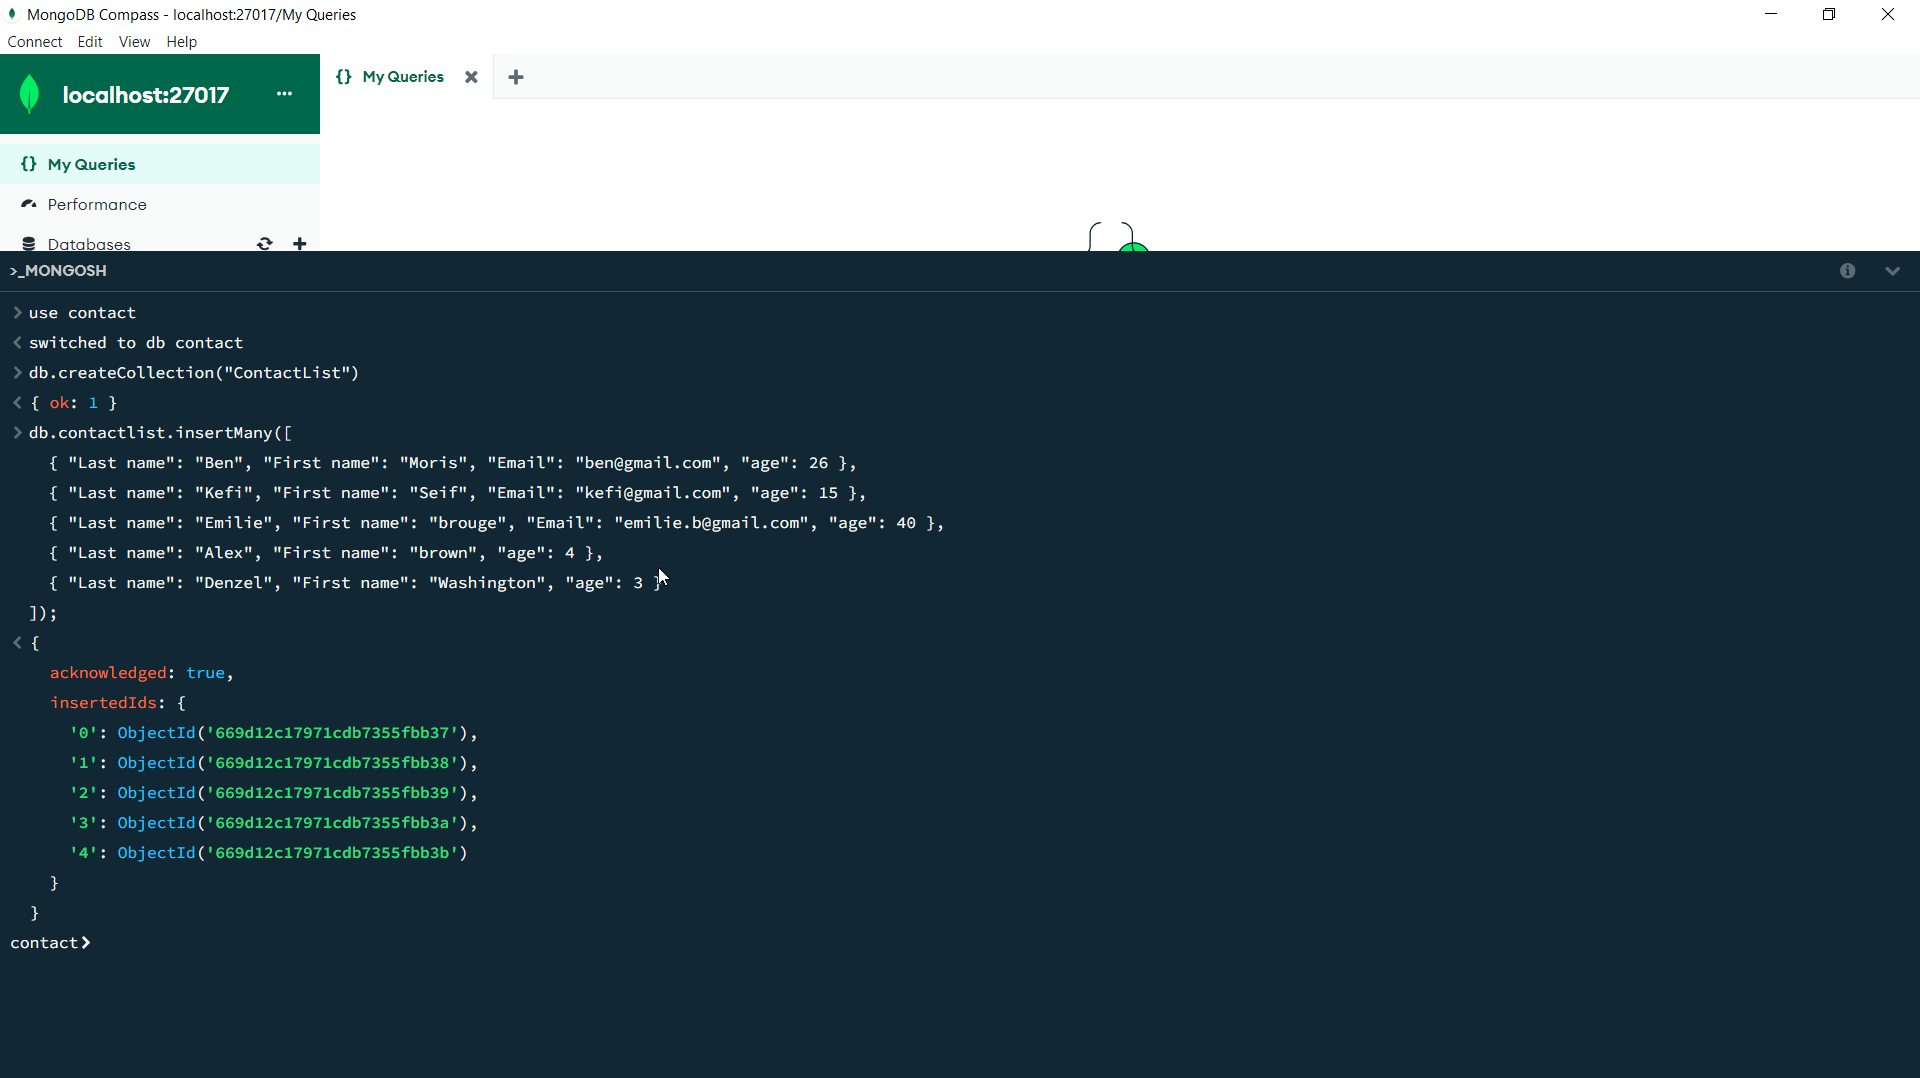 MongoDB Compass - localhost:27017/My Queries
Connect Edit View Help
localhost:27017 ...
{} My Queries
{} My Queries
Performance
Databases
>_MONGOSH
> use contact
< switched to db contact
> db.createCollection("ContactList")
< { ok: 1 }
> db.contactlist.insertMany([
{ "Last name": "Ben", "First name": "Moris", "Email": "ben@gmail.com", "age": 26 },
{ "Last name": "Kefi", "First name": "Seif", "Email": "kefi@gmail.com", "age": 15 },
{ "Last name": "Emilie", "First name": "brouge", "Email": "emilie.b@gmail.com", "age": 40 },
{ "Last name": "Alex", "First name": "brown", "age": 4 },
{ "Last name": "Denzel", "First name": "Washington", "age": 3 }
]);
< {
acknowledged: true,
insertedIds: {
'0': ObjectId('669d12c17971cdb7355fbb37'),
'1': ObjectId('669d12c17971cdb7355fbb38'),
'2': ObjectId('669d12c17971cdb7355fbb39'),
'3': ObjectId('669d12c17971cdb7355fbb3a'),
'4': ObjectId('669d12c17971cdb7355fbb3b')
}
}
contact>